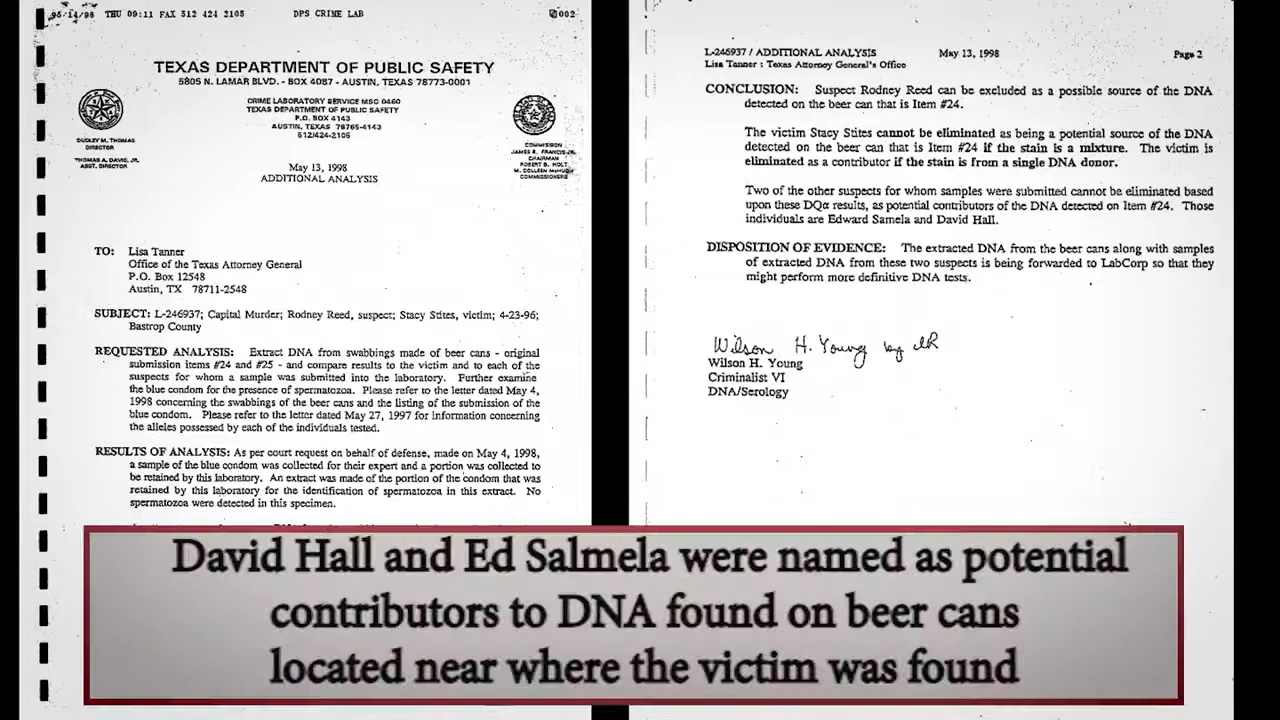 05/14/98 THU 09:11 FAX 512 424 2105 DPS CRIME LAB 002
TEXAS DEPARTMENT OF PUBLIC SAFETY
5805 N. LAMAR BLVD. - BOX 4087 - AUSTIN, TEXAS 78773-0001
CRIME LABORATORY SERVICE MSC 0460
TEXAS DEPARTMENT OF PUBLIC SAFETY
P.O. BOX 4143
AUSTIN, TEXAS 78765-4143
512/424-2105
DUDLEY M. THOMAS
DIRECTOR
THOMAS A. DAVIS, JR.
ASST. DIRECTOR
COMMISSION
JAMES B. FRANCIS, JR.
CHAIRMAN
ROBERT B. HOLT
M. COLLEEN McHUGH
COMMISSIONERS
May 13, 1998
ADDITIONAL ANALYSIS
TO: Lisa Tanner
Office of the Texas Attorney General
P.O. Box 12548
Austin, TX 78711-2548
SUBJECT: L-246937; Capital Murder; Rodney Reed, suspect; Stacy Stites, victim; 4-23-96;
Bastrop County
REQUESTED ANALYSIS: Extract DNA from swabbings made of beer cans - original
submission items #24 and #25 - and compare results to the victim and to each of the
suspects for whom a sample was submitted into the laboratory. Further examine
the blue condom for the presence of spermatozoa. Please refer to the letter dated May 4,
1998 concerning the swabbings of the beer cans and the listing of the submission of the
blue condom. Please refer to the letter dated May 27, 1997 for information concerning
the alleles possessed by each of the individuals tested.
RESULTS OF ANALYSIS: As per court request on behalf of defense, made on May 4, 1998,
a sample of the blue condom was collected for their expert and a portion was collected to
be retained by this laboratory. An extract was made of the portion of the condom that was
retained by this laboratory for the identification of spermatozoa in this extract. No
spermatozoa were detected in this specimen.
L-246937 / ADDITIONAL ANALYSIS May 13, 1998 Page 2
Lisa Tanner : Texas Attorney General's Office
CONCLUSION: Suspect Rodney Reed can be excluded as a possible source of the DNA
detected on the beer can that is Item #24.
The victim Stacy Stites cannot be eliminated as being a potential source of the DNA
detected on the beer can that is Item #24 if the stain is a mixture. The victim is
eliminated as a contributor if the stain is from a single DNA donor.
Two of the other suspects for whom samples were submitted cannot be eliminated based
upon these DQα results, as potential contributors of the DNA detected on Item #24. Those
individuals are Edward Samela and David Hall.
DISPOSITION OF EVIDENCE: The extracted DNA from the beer cans along with samples
of extracted DNA from these two suspects is being forwarded to LabCorp so that they
might perform more definitive DNA tests.
Wilson H. Young by
Wilson H. Young
Criminalist VI
DNA/Serology
David Hall and Ed Salmela were named as potential
contributors to DNA found on beer cans
located near where the victim was found